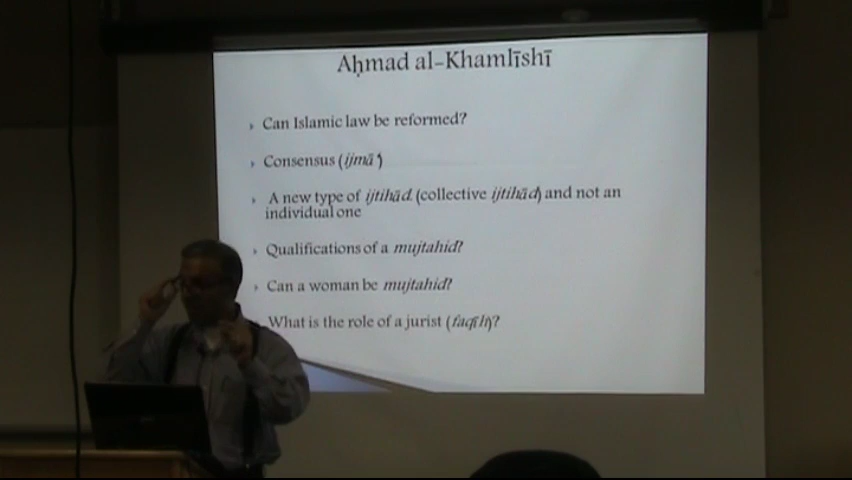 Aḥmad al-Khamlīshī
Can Islamic law be reformed?
Consensus (ijmāʿ)
A new type of ijtihād (collective ijtihād) and not an
individual one
Qualifications of a mujtahid?
Can a woman be mujtahid?
What is the role of a jurist (faqīh)?